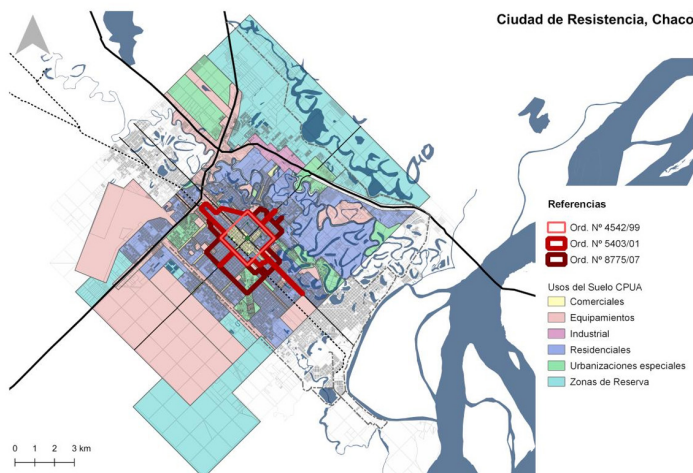 Ciudad de Resistencia, Chaco
Referencias
Ord. Nº 4542/99
Ord. Nº 5403/01
Ord. Nº 8775/07
Usos del Suelo CPUA
Comerciales
Equipamientos
Industrial
Residenciales
Urbanizaciones especiales
Zonas de Reserva
0 1 2 3 km